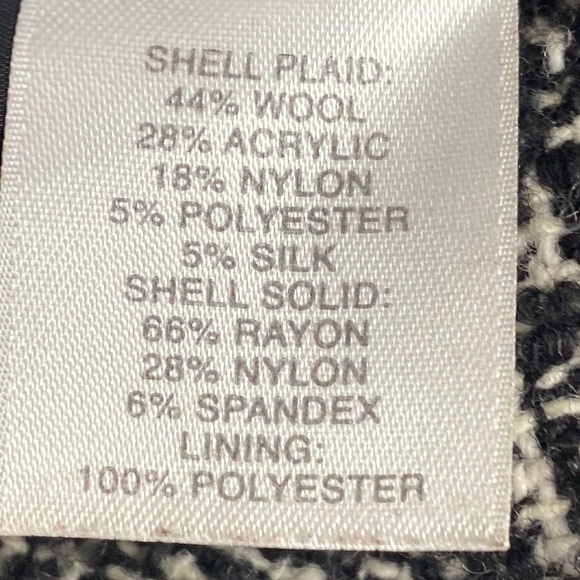 SHELL PLAID:
44% WOOL
28% ACRYLIC
18% NYLON
5% POLYESTER
5% SILK
SHELL SOLID:
66% RAYON
28% NYLON
6% SPANDEX
LINING:
100% POLYESTER